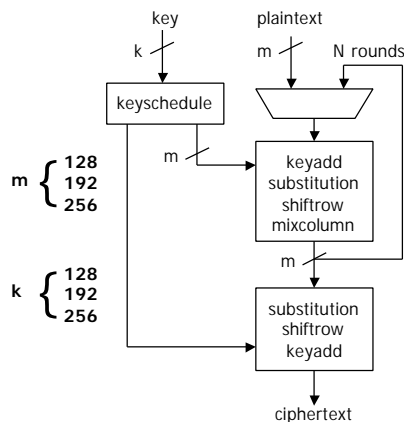 key
plaintext
k
m
N rounds
keyschedule
m
keyadd
substitution
shiftrow
mixcolumn
m { 128
192
256
m
k { 128
192
256
substitution
shiftrow
keyadd
ciphertext